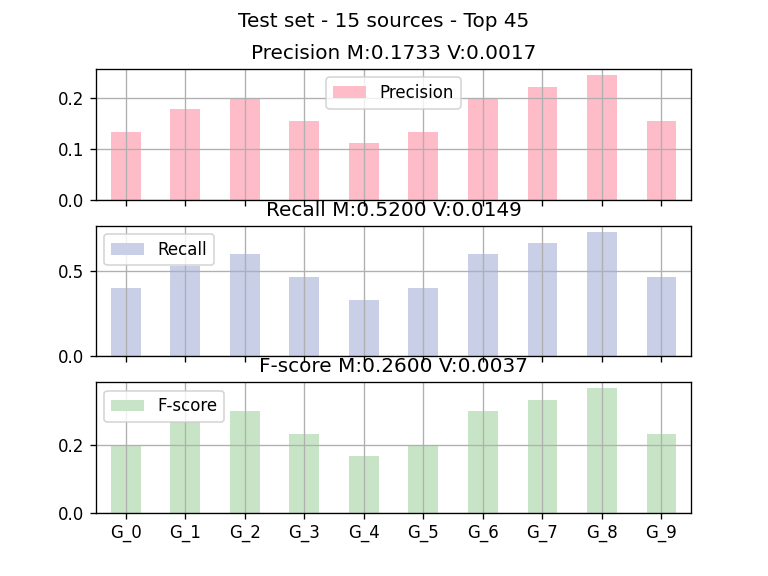 Test set - 15 sources - Top 45
Precision M:0.1733 V:0.0017
0.2
0.1
0.0
Precision
Recall M:0.5200 V:0.0149
0.5
0.0
Recall
F-score M:0.2600 V:0.0037
0.2
0.0
F-score
G_0 G_1 G_2 G_3 G_4 G_5 G_6 G_7 G_8 G_9